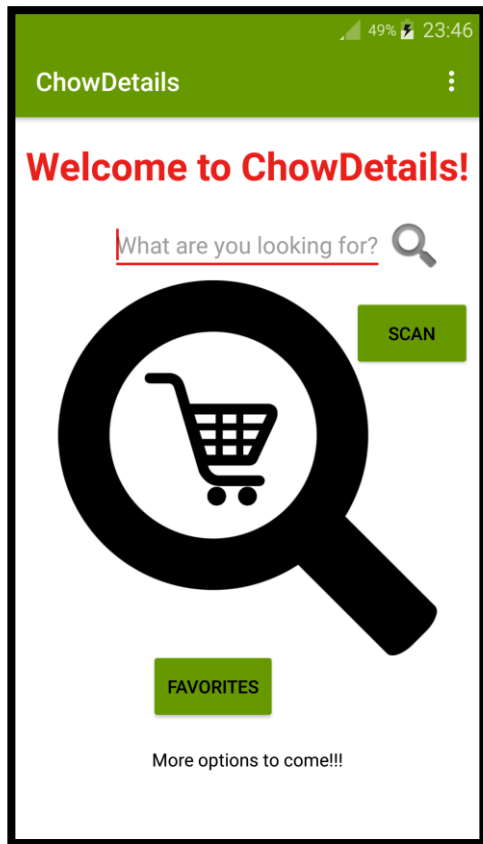 49% 23:46
ChowDetails
Welcome to ChowDetails!
What are you looking for?
SCAN
FAVORITES
More options to come!!!